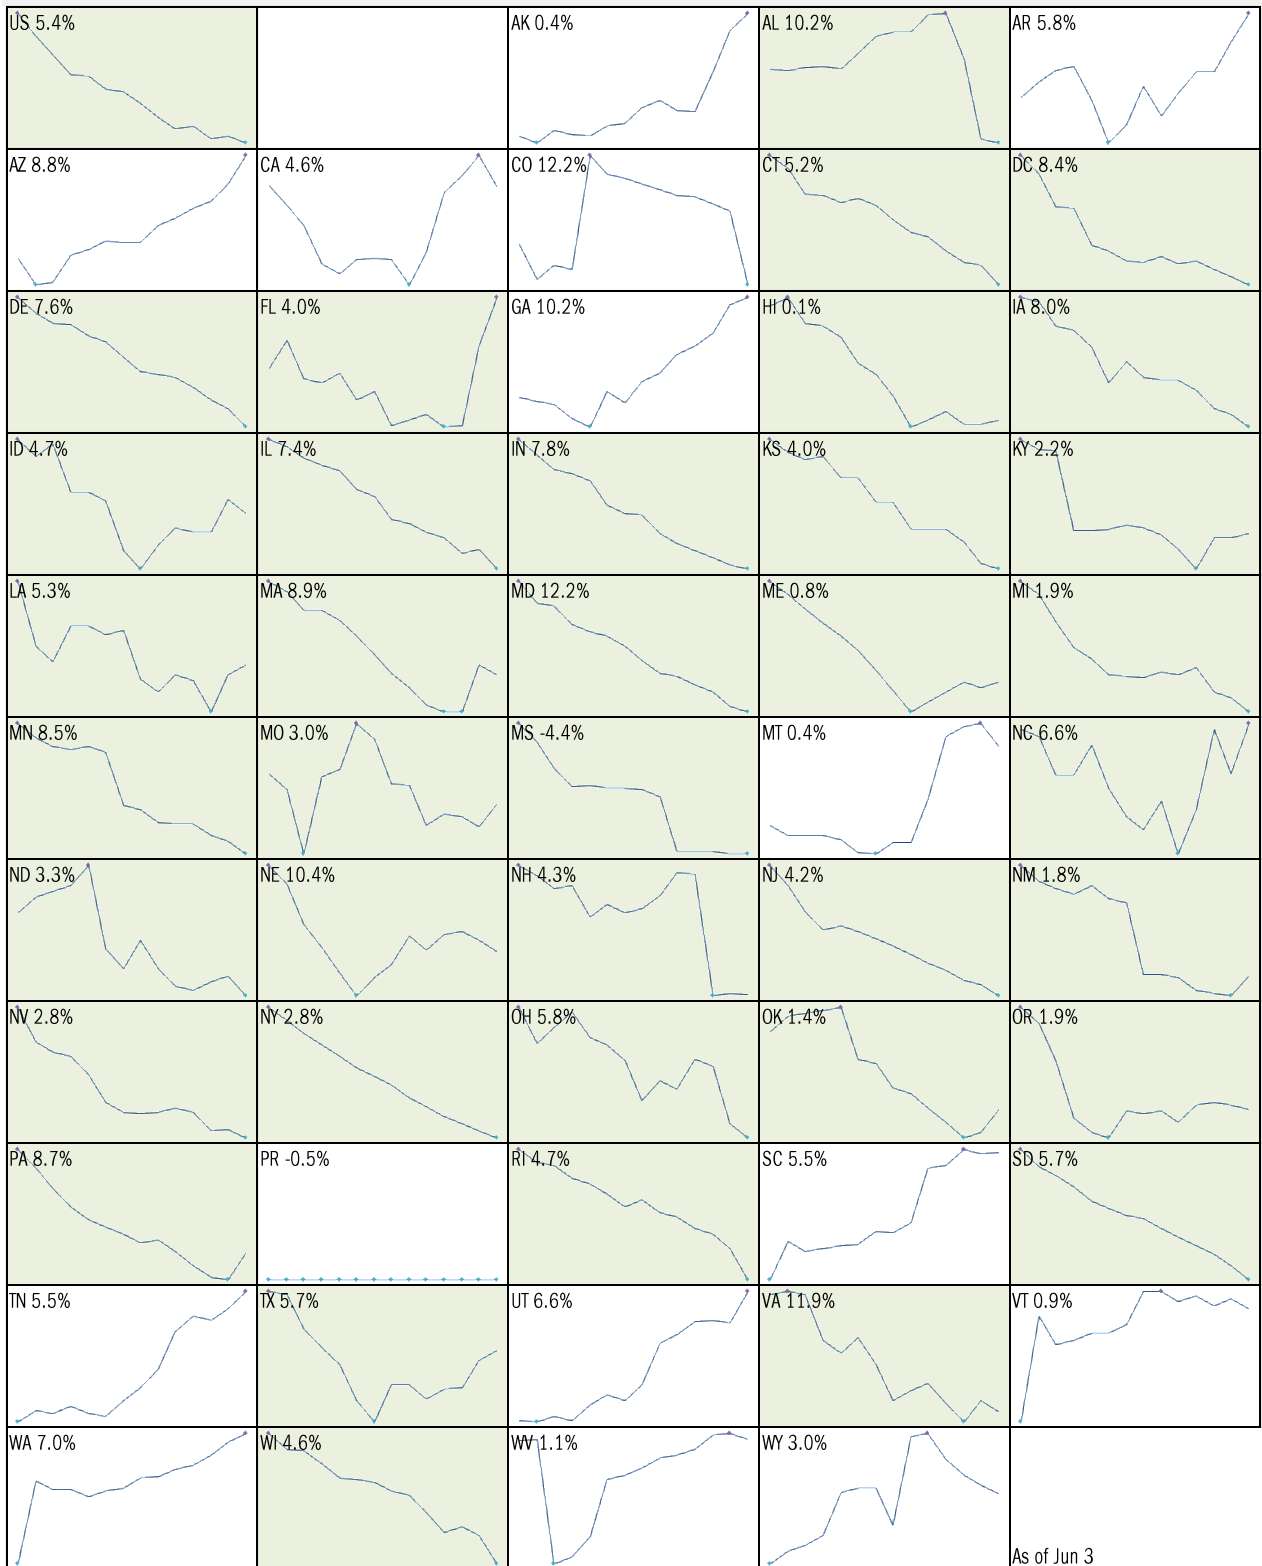 US 5.4%
AK 0.4%
AL 10.2%
AR 5.8%
AZ 8.8%
CA 4.6%
CO 12.2%
CT 5.2%
DC 8.4%
DE 7.6%
FL 4.0%
GA 10.2%
HI 0.1%
IA 8.0%
ID 4.7%
IL 7.4%
IN 7.8%
KS 4.0%
KY 2.2%
LA 5.3%
MA 8.9%
MD 12.2%
ME 0.8%
MI 1.9%
MN 8.5%
MO 3.0%
MS -4.4%
MT 0.4%
NC 6.6%
ND 3.3%
NE 10.4%
NH 4.3%
NJ 4.2%
NM 1.8%
NV 2.8%
NY 2.8%
OH 5.8%
OK 1.4%
OR 1.9%
PA 8.7%
PR -0.5%
RI 4.7%
SC 5.5%
SD 5.7%
TN 5.5%
TX 5.7%
UT 6.6%
VA 11.9%
VT 0.9%
WA 7.0%
WI 4.6%
WV 1.1%
WY 3.0%
As of Jun 3